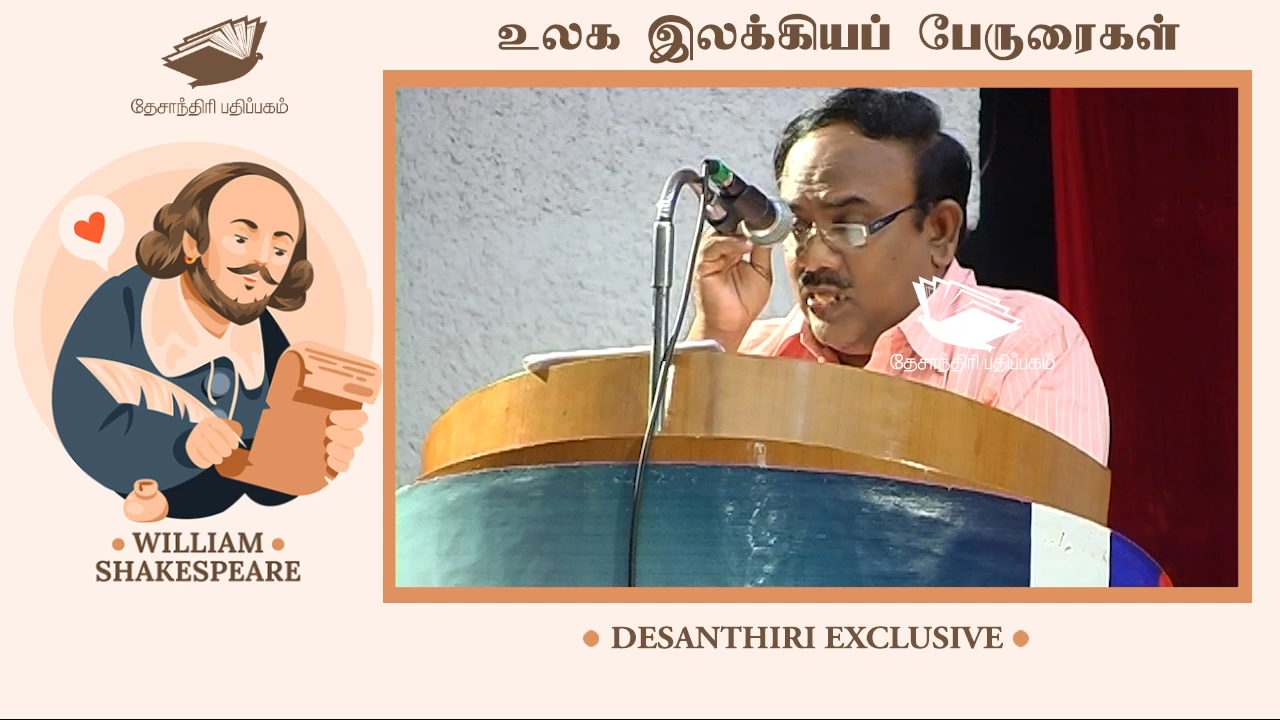 உலக இலக்கியப் பேருரைகள்
தேசாந்திரி பதிப்பகம்
தேசாந்திரி பதிப்பகம்
• WILLIAM •
SHAKESPEARE
• DESANTHIRI EXCLUSIVE •